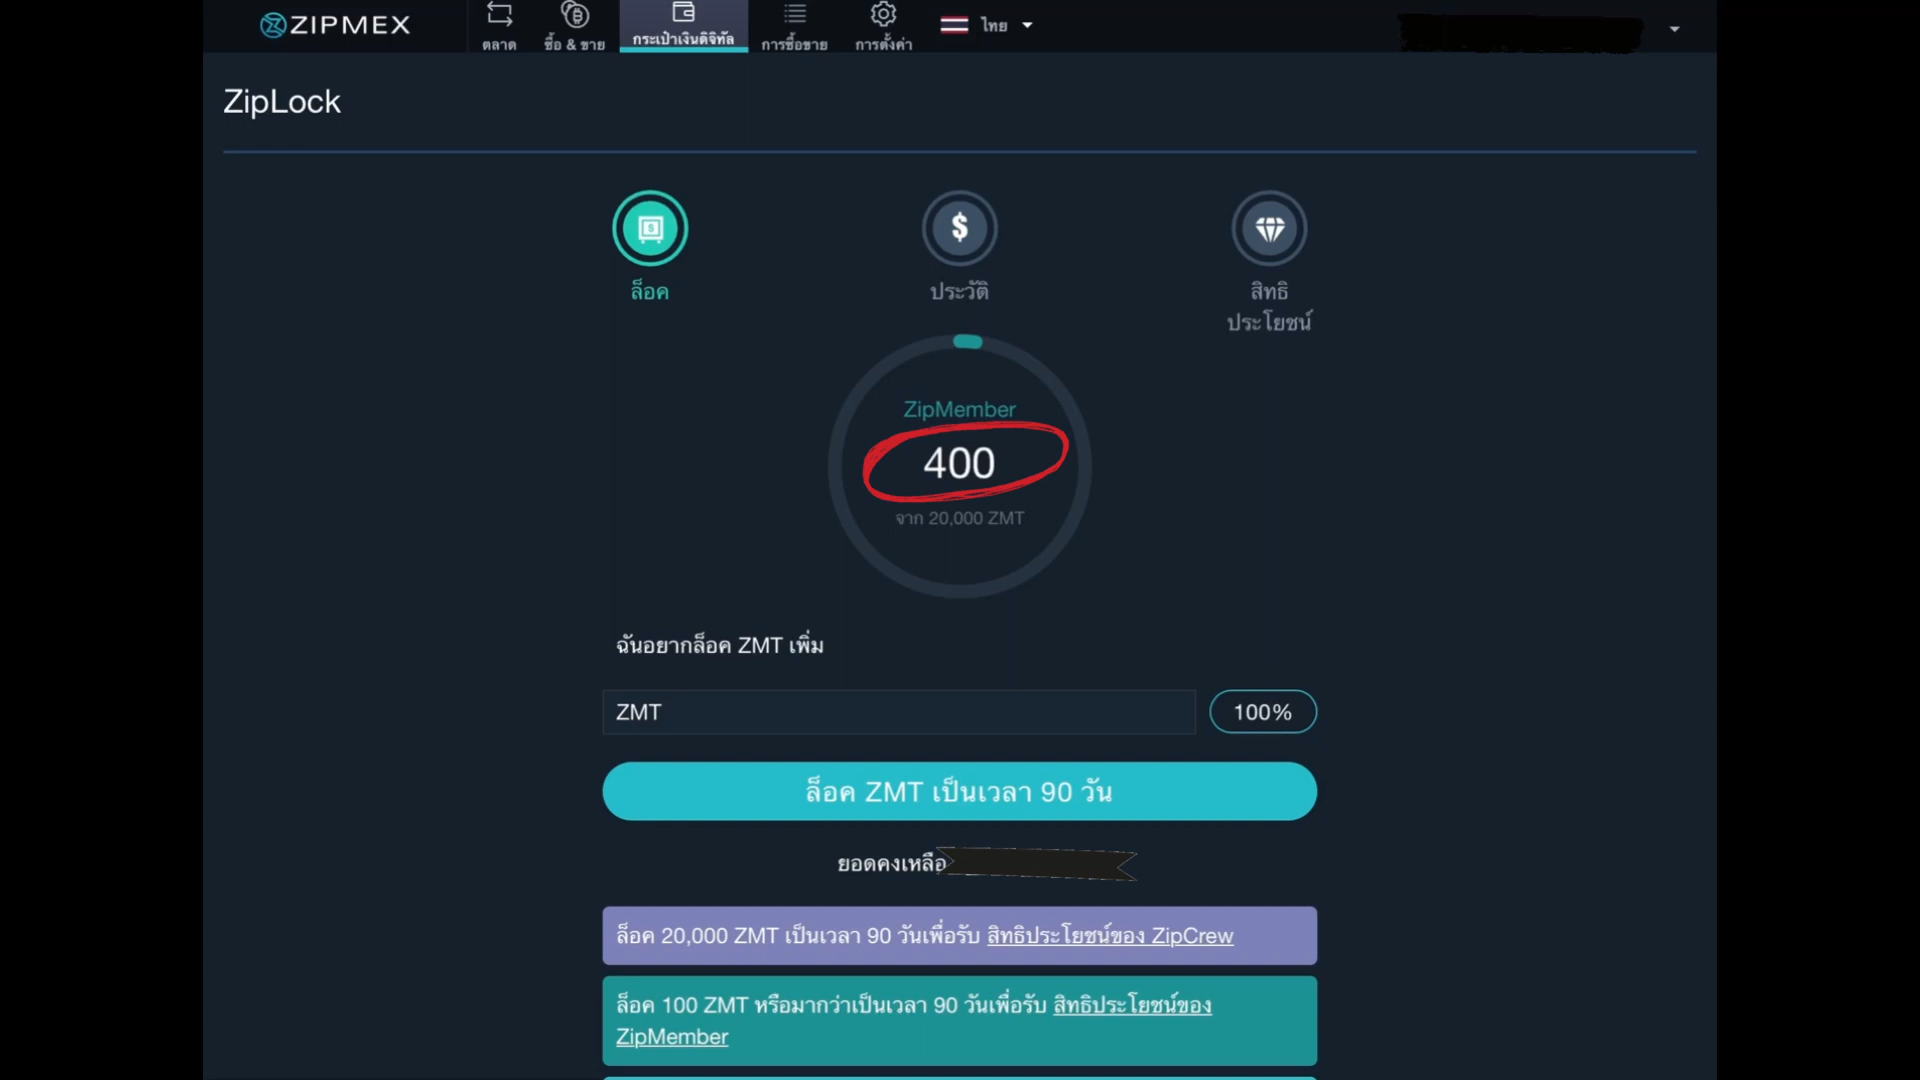 ZIPMEX
ตลาด
ซื้อ & ขาย
กระเป๋าเงินดิจิทัล
การซื้อขาย
การตั้งค่า
ไทย
ZipLock
ล็อค
ประวัติ
สิทธิ
ประโยชน์
ZipMember
400
จาก 20,000 ZMT
ฉันอยากล็อค ZMT เพิ่ม
ZMT
100%
ล็อค ZMT เป็นเวลา 90 วัน
ยอดคงเหลือ
ล็อค 20,000 ZMT เป็นเวลา 90 วันเพื่อรับ สิทธิประโยชน์ของ ZipCrew
ล็อค 100 ZMT หรือมากกว่าเป็นเวลา 90 วันเพื่อรับ สิทธิประโยชน์ของ
ZipMember